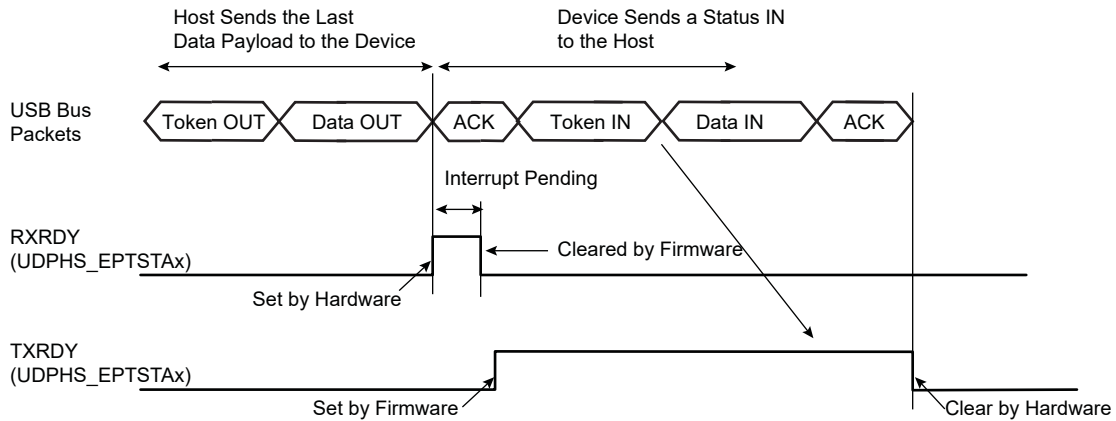 Host Sends the Last
Data Payload to the Device
Device Sends a Status IN
to the Host
USB Bus
Packets
Token OUT
Data OUT
ACK
Token IN
Data IN
ACK
Interrupt Pending
RXRDY
(UDPHS_EPTSTAx)
Cleared by Firmware
Set by Hardware
TXRDY
(UDPHS_EPTSTAx)
Set by Firmware
Clear by Hardware